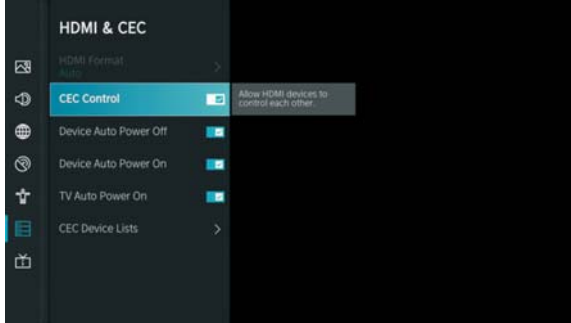 HDMI & CEC
HDMI Format
Auto
CEC Control
Allow HDMI devices to
control each other.
Device Auto Power Off
Device Auto Power On
TV Auto Power On
CEC Device Lists